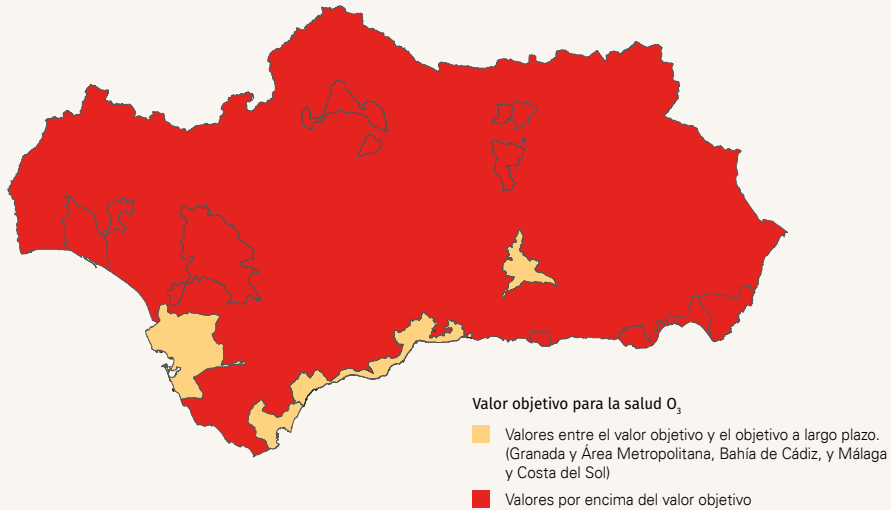 Valor objetivo para la salud O₃
Valores entre el valor objetivo y el objetivo a largo plazo.
(Granada y Área Metropolitana, Bahía de Cádiz, y Málaga
y Costa del Sol)
Valores por encima del valor objetivo